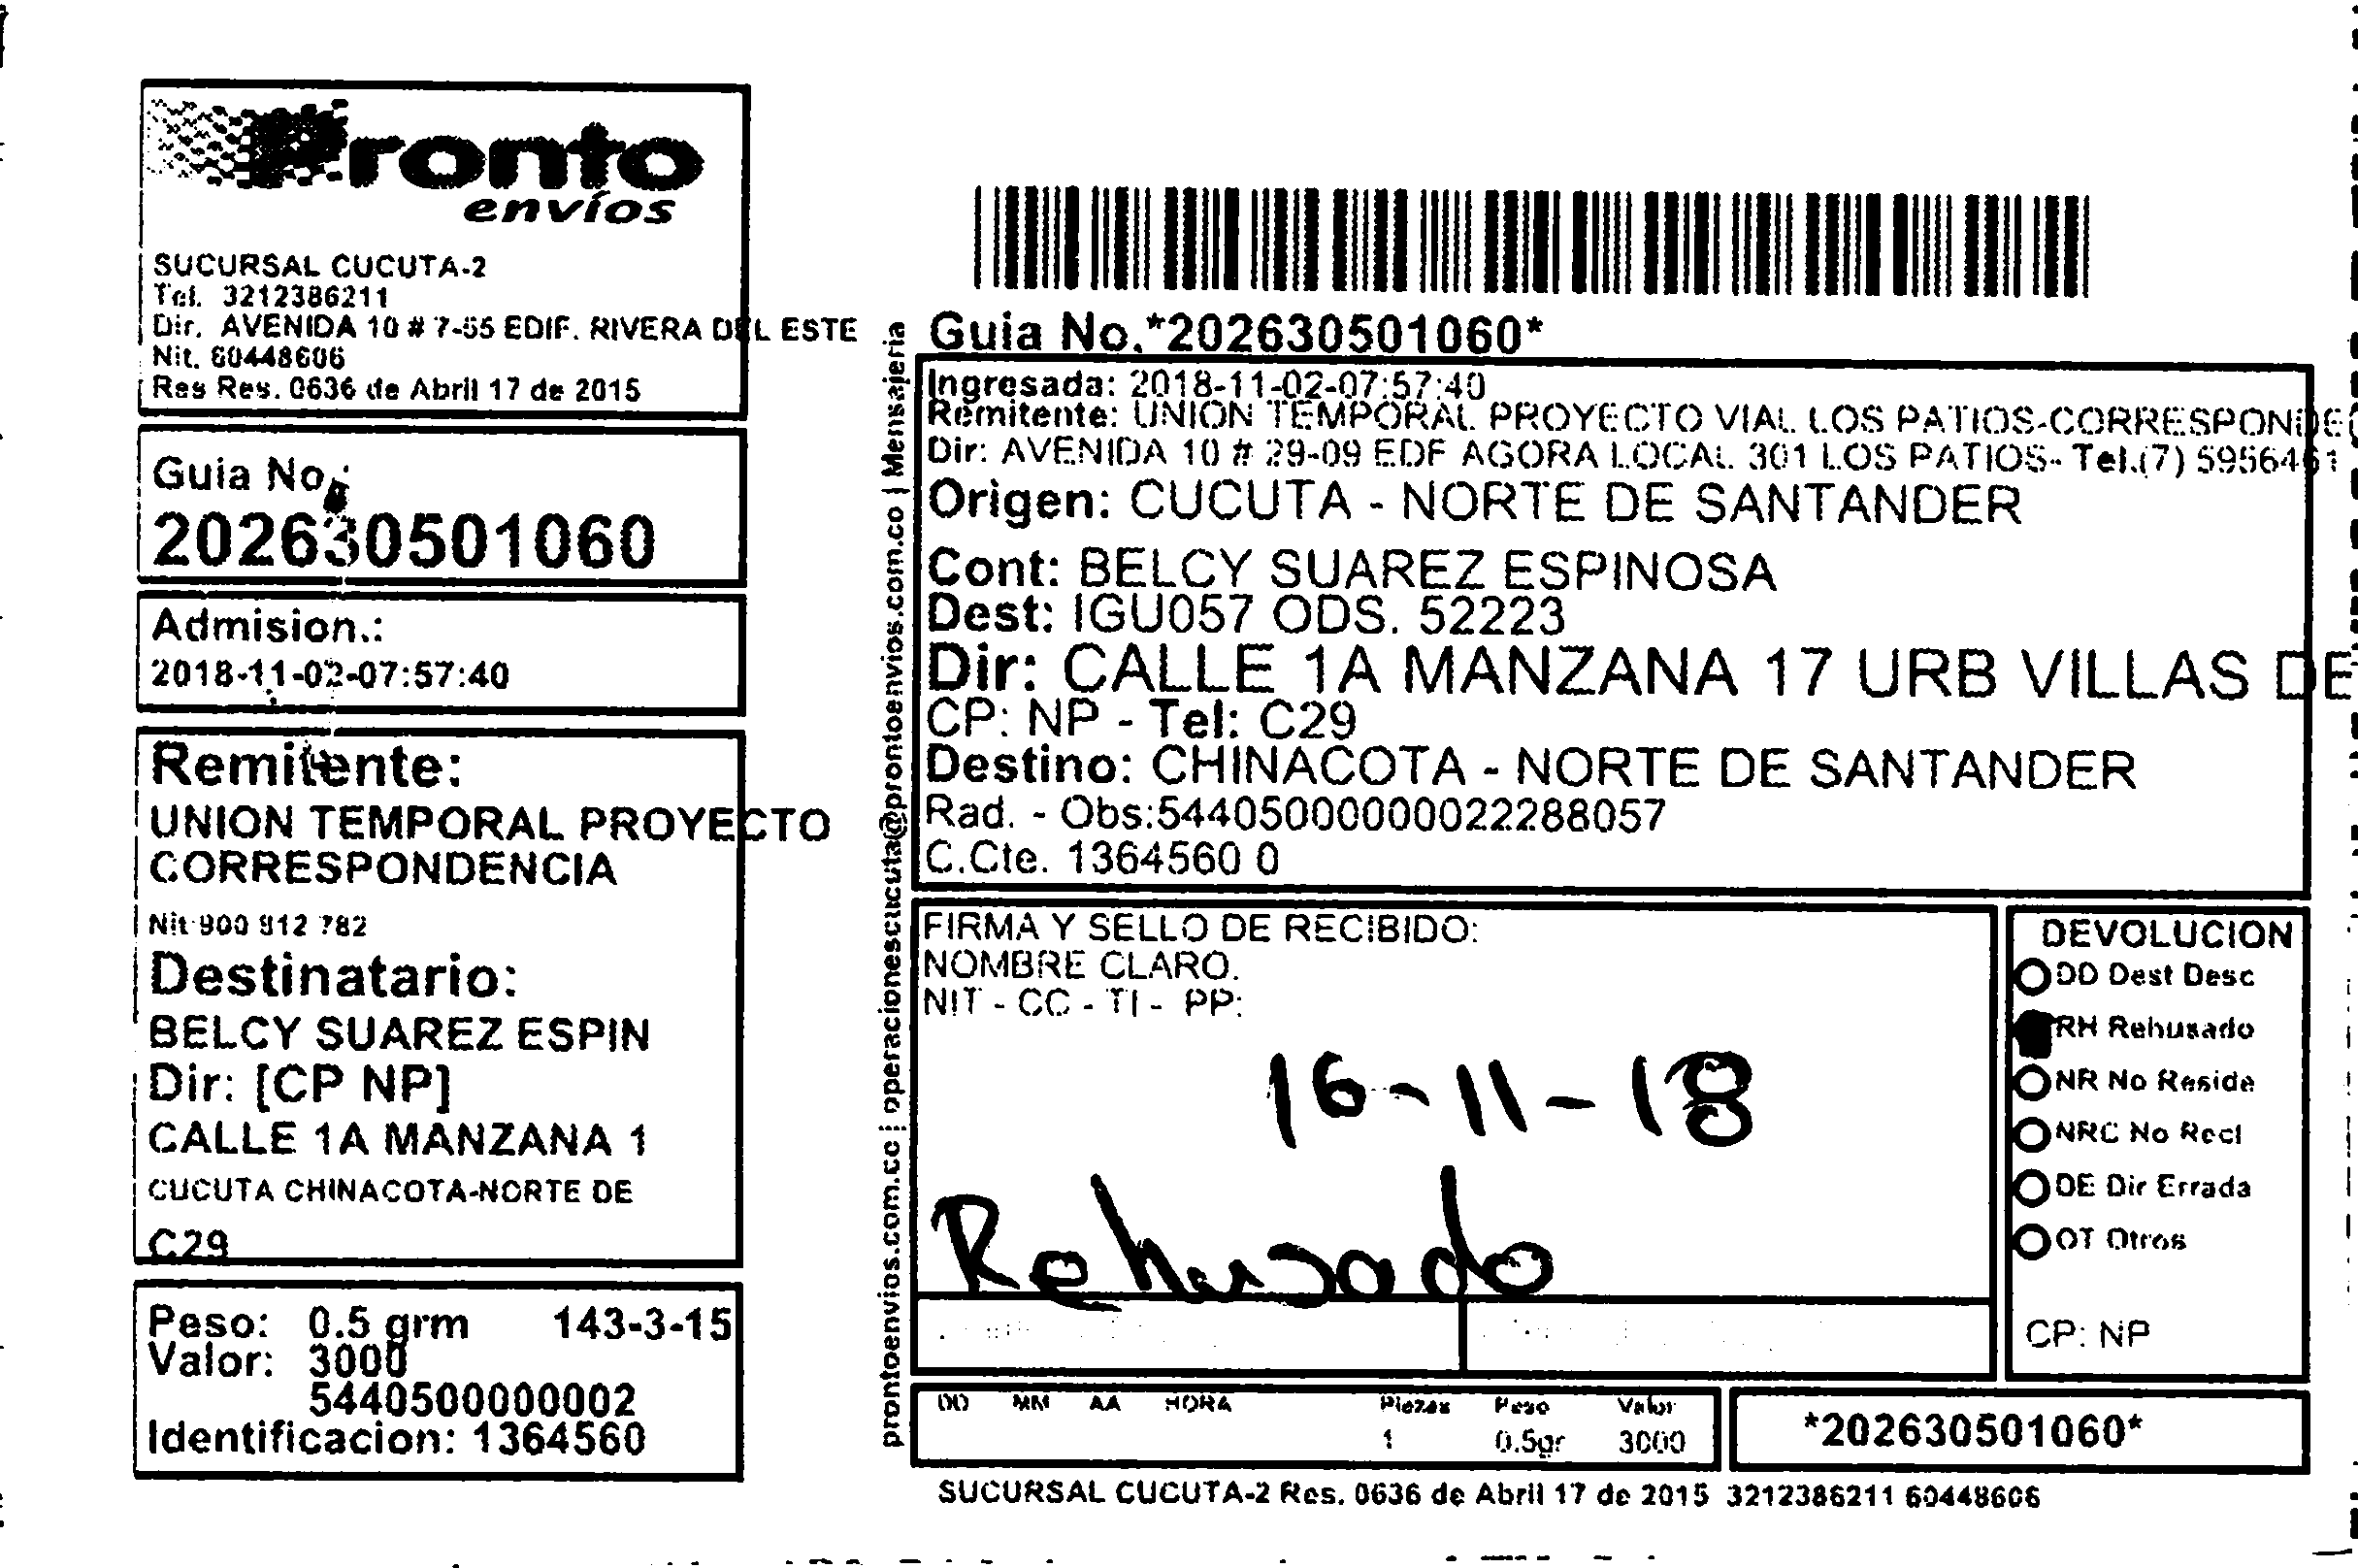 Pronto
envíos
SUCURSAL CUCUTA-2
Tel. 3212386211
Dir. AVENIDA 10 # 7-55 EDIF. RIVERA DEL ESTE
Nit. 60448606
Res Res. 0636 de Abril 17 de 2015
Guia No.:
202630501060
Admision.:
2018-11-02-07:57:40
Remitente:
UNION TEMPORAL PROYECTO
CORRESPONDENCIA
Nit 900 912 782
Destinatario:
BELCY SUAREZ ESPIN
Dir: [CP NP]
CALLE 1A MANZANA 1
CUCUTA CHINACOTA-NORTE DE
C29
Peso: 0.5 grm 143-3-15
Valor: 3000
5440500000002
Identificacion: 1364560
prontoenvios.com.co | operacionescucuta@prontoenvios.com.co | Mensajeria
Guia No.*202630501060*
Ingresada: 2018-11-02-07:57:40
Remitente: UNION TEMPORAL PROYECTO VIAL LOS PATIOS-CORRESPONDE
Dir: AVENIDA 10 # 29-09 EDF AGORA LOCAL 301 LOS PATIOS- Tel.(7) 5956461
Origen: CUCUTA - NORTE DE SANTANDER
Cont: BELCY SUAREZ ESPINOSA
Dest: IGU057 ODS. 52223
Dir: CALLE 1A MANZANA 17 URB VILLAS DE
CP: NP - Tel: C29
Destino: CHINACOTA - NORTE DE SANTANDER
Rad. - Obs:54405000000022288057
C.Cte. 1364560 0
FIRMA Y SELLO DE RECIBIDO:
NOMBRE CLARO.
NIT - CC - TI - PP:
16-11-18
Rehusado
DEVOLUCION
DD Dest Desc
RH Rehusado
NR No Reside
NRC No Recl
DE Dir Errada
OT Otros
CP: NP
DD MM AA HORA Piezas Peso Valor
1 0.5gr 3000
*202630501060*
SUCURSAL CUCUTA-2 Res. 0636 de Abril 17 de 2015 3212386211 60448606